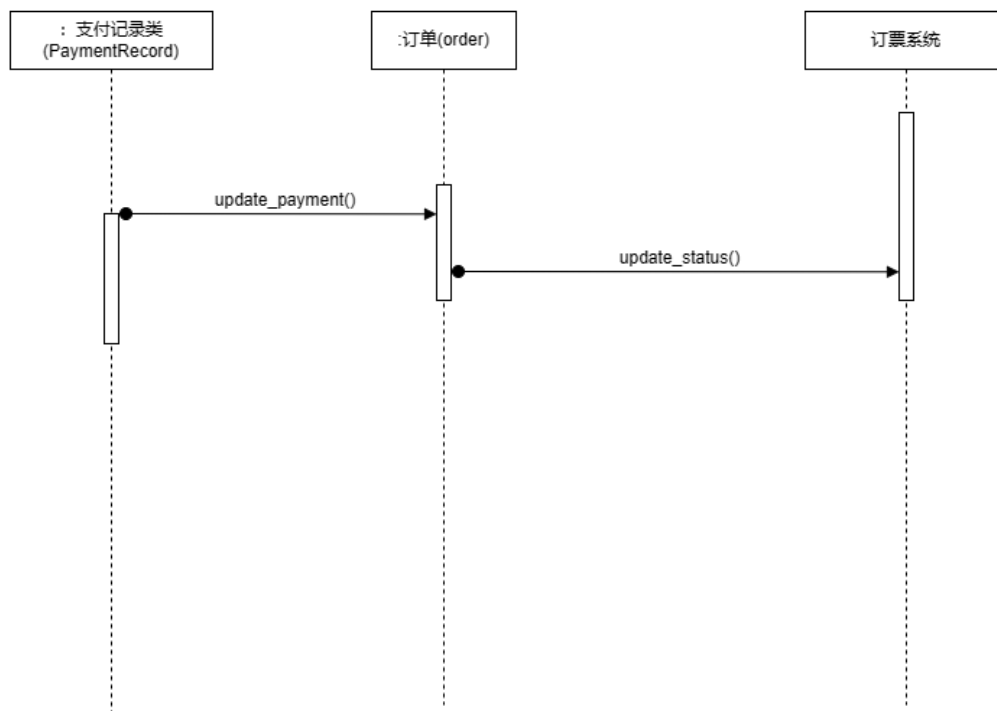 ：支付记录类
(PaymentRecord)
:订单(order)
订票系统
update_payment()
update_status()